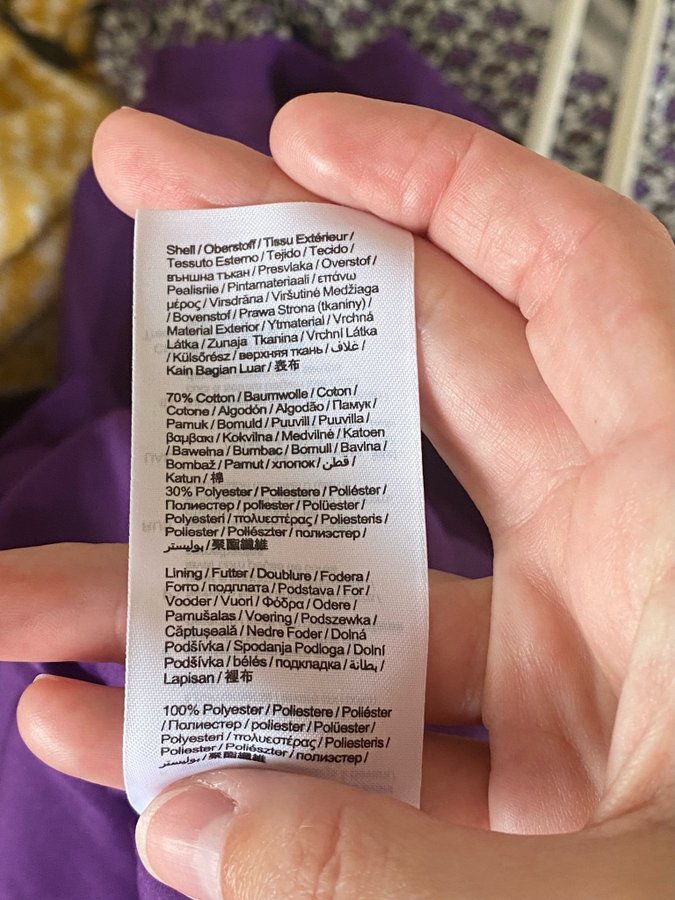 Shell / Oberstoff / Tissu Extérieur /
Tessuto Esterno / Tejido / Tecido /
външна тъкан / Presvlaka / Overstof /
Pealisriie / Pintamateriaali / επάνω
μέρος / Virsdrāna / Viršutinė Medžiaga
/ Bovenstof / Prawa Strona (tkaniny) /
Material Exterior / Ytmaterial / Vrchná
Látka / Zunaja Tkanina / Vrchní Látka
/ Külsőrész / верхняя ткань / غلاف /
Kain Bagian Luar / 表布
70% Cotton / Baumwolle / Coton /
Cotone / Algodón / Algodão / Памук /
Pamuk / Bomuld / Puuvill / Puuvilla /
βαμβακι / Kokvilna / Medvilnė / Katoen
/ Bawełna / Bumbac / Bomull / Bavlna /
Bombaž / Pamut / хлопок / قطن /
Katun / 棉
30% Polyester / Poliestere / Poliéster /
Полиестер / poliester / Polüester /
Polyesteri / πολυεστέρας / Poliesteris /
Poliester / Poliészter / полиэстер /
بوليستر / 聚酯纖維
Lining / Futter / Doublure / Fodera /
Forro / подплата / Podstava / For /
Vooder / Vuori / Φόδρα / Odere /
Pamušalas / Voering / Podszewka /
Căptușeală / Nedre Foder / Dolná
Podšívka / Spodanja Podloga / Dolní
Podšívka / bélés / подкладка / بطانة /
Lapisan / 裡布
100% Polyester / Poliestere / Poliéster
/ Полиестер / poliester / Polüester /
Polyesteri / πολυεστέρας / Poliesteris /
Poliester / Poliészter / полиэстер /
بوليستر / 聚酯纖維